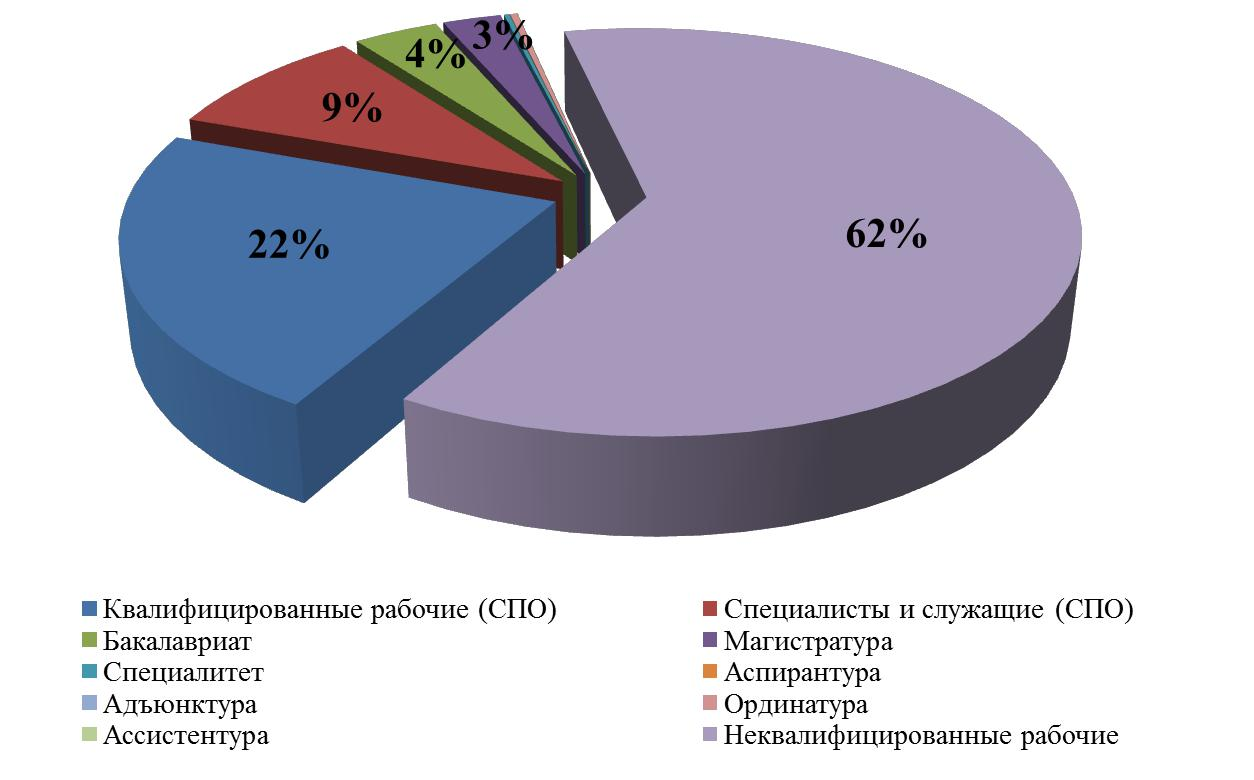 3%
4%
9%
22%
62%
Квалифицированные рабочие (СПО)
Специалисты и служащие (СПО)
Бакалавриат
Магистратура
Специалитет
Аспирантура
Адъюнктура
Ординатура
Ассистентура
Неквалифицированные рабочие